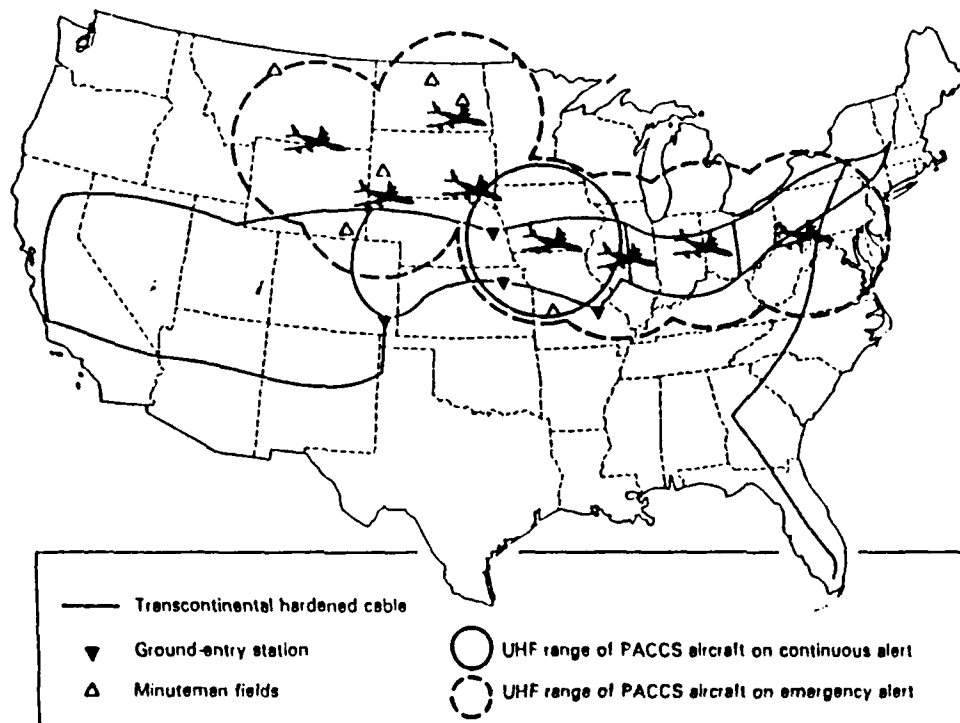 Transcontinental hardened cable
Ground-entry station
Minuteman fields
UHF range of PACCS aircraft on continuous alert
UHF range of PACCS aircraft on emergency alert